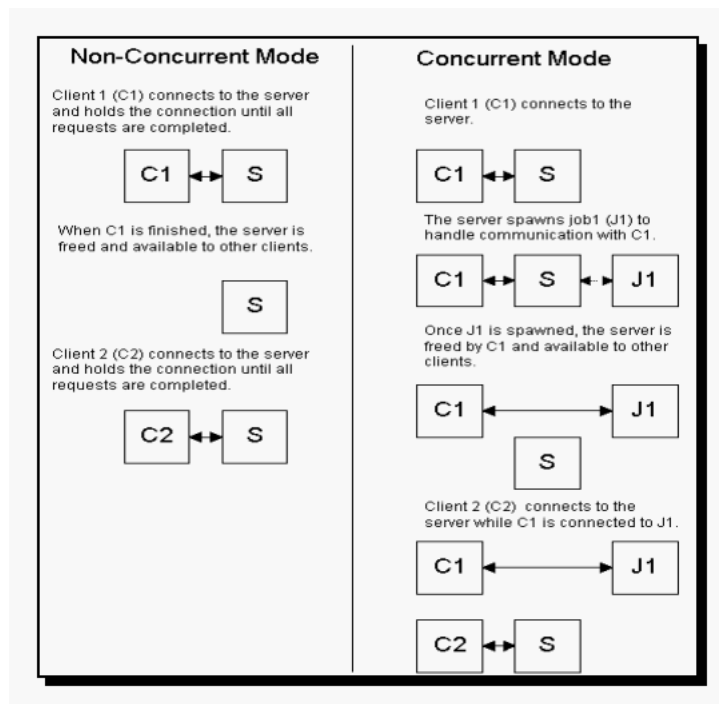 Non-Concurrent Mode
Client 1 (C1) connects to the server
and holds the connection until all
requests are completed.
C1 S
When C1 is finished, the server is
freed and available to other clients.
S
Client 2 (C2) connects to the server
and holds the connection until all
requests are completed.
C2 S
Concurrent Mode
Client 1 (C1) connects to the
server.
C1 S
The server spawns job1 (J1) to
handle communication with C1.
C1 S J1
Once J1 is spawned, the server is
freed by C1 and available to other
clients.
C1 J1
S
Client 2 (C2) connects to the
server while C1 is connected to J1.
C1 J1
C2 S